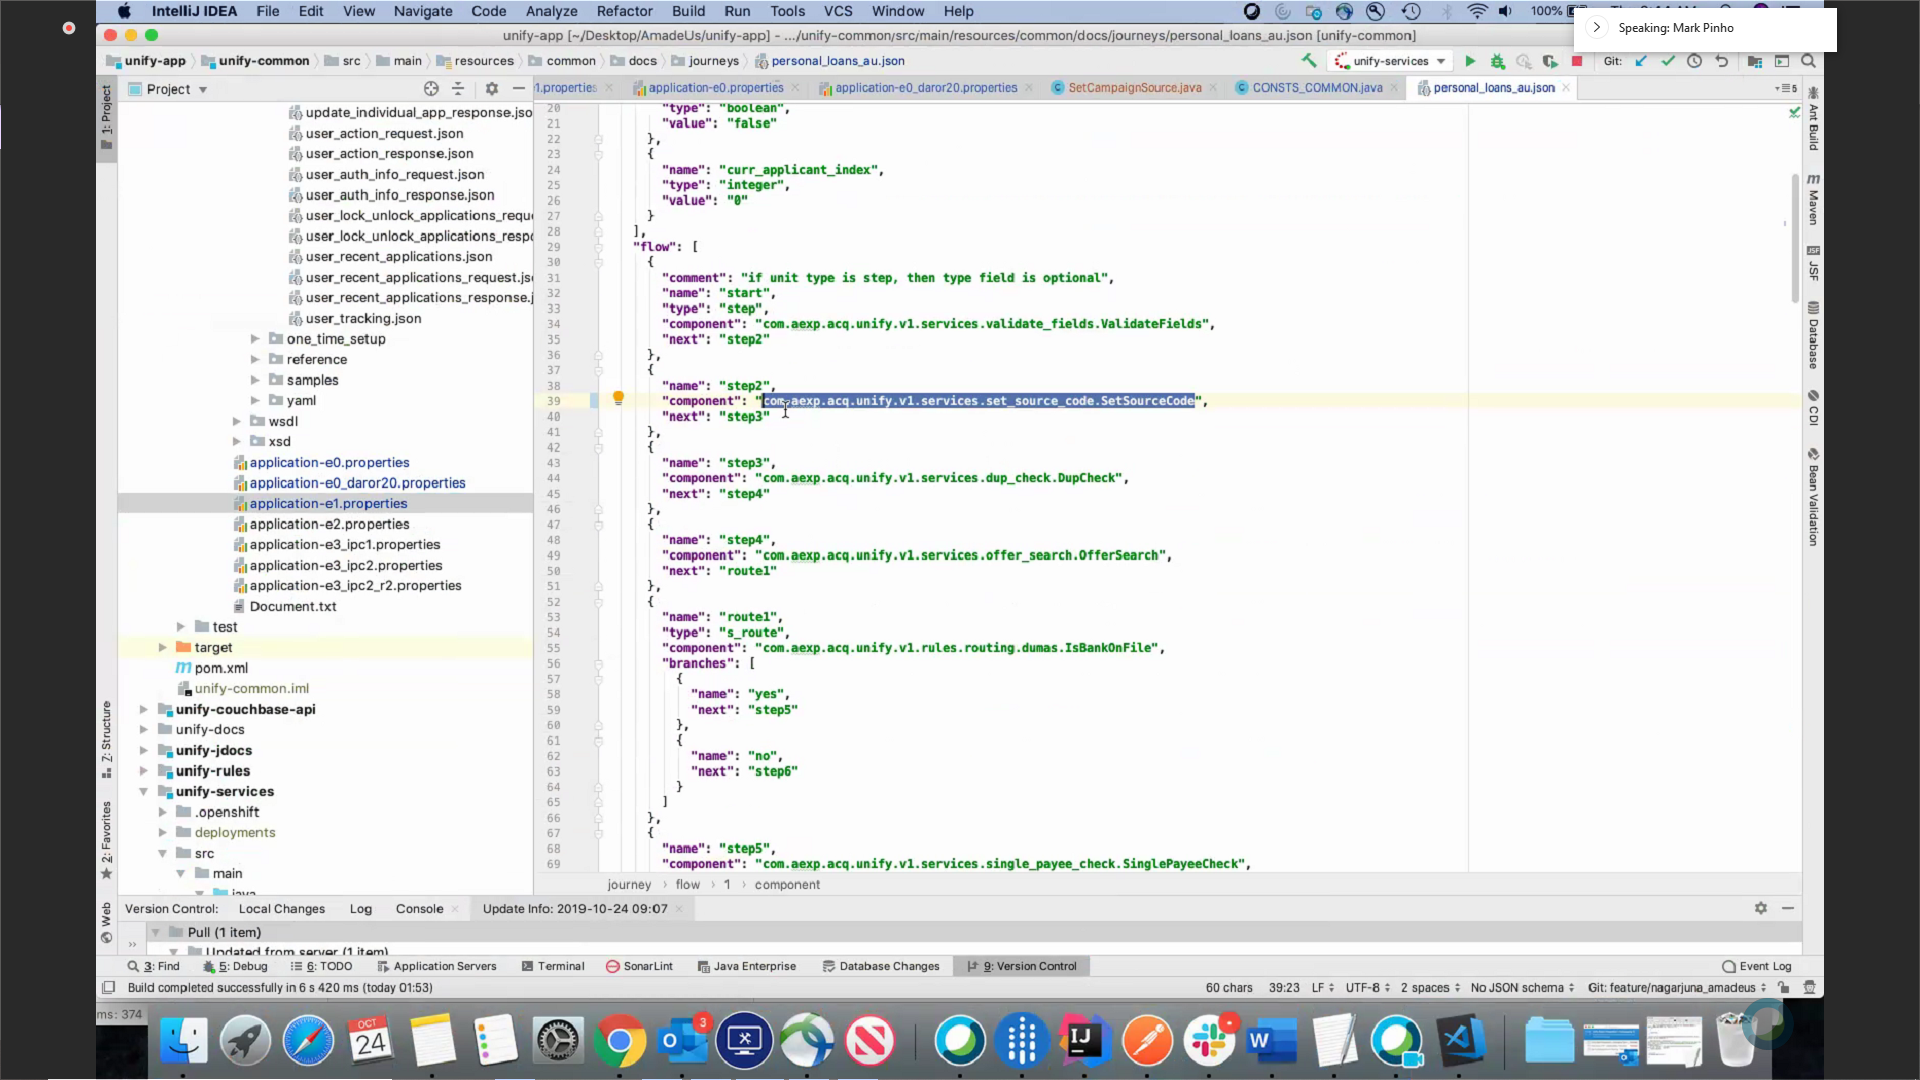 IntelliJ IDEA File Edit View Navigate Code Analyze Refactor Build Run Tools VCS Window Help 100%
Speaking: Mark Pinho
unify-app [~/Desktop/AmadeUs/unify-app] - .../unify-common/src/main/resources/common/docs/journeys/personal_loans_au.json [unify-common]
unify-app unify-common src main resources common docs journeys personal_loans_au.json unify-services Git:
Project
1.properties application-e0.properties application-e0_daror20.properties SetCampaignSource.java CONSTS_COMMON.java personal_loans_au.json
1: Project
Z: Structure
2: Favorites
Web
update_individual_app_response.jso
user_action_request.json
user_action_response.json
user_auth_info_request.json
user_auth_info_response.json
user_lock_unlock_applications_requ
user_lock_unlock_applications_resp
user_recent_applications.json
user_recent_applications_request.js
user_recent_applications_response.j
user_tracking.json
one_time_setup
reference
samples
yaml
wsdl
xsd
application-e0.properties
application-e0_daror20.properties
application-e1.properties
application-e2.properties
application-e3_ipc1.properties
application-e3_ipc2.properties
application-e3_ipc2_r2.properties
Document.txt
test
target
pom.xml
unify-common.iml
unify-couchbase-api
unify-docs
unify-jdocs
unify-rules
unify-services
.openshift
deployments
src
main
java
20 "type": "boolean",
21 "value": "false"
22 },
23 {
24 "name": "curr_applicant_index",
25 "type": "integer",
26 "value": "0"
27 }
28 ],
29 "flow": [
30 {
31 "comment": "if unit type is step, then type field is optional",
32 "name": "start",
33 "type": "step",
34 "component": "com.aexp.acq.unify.v1.services.validate_fields.ValidateFields",
35 "next": "step2"
36 },
37 {
38 "name": "step2",
39 "component": "com.aexp.acq.unify.v1.services.set_source_code.SetSourceCode",
40 "next": "step3"
41 },
42 {
43 "name": "step3",
44 "component": "com.aexp.acq.unify.v1.services.dup_check.DupCheck",
45 "next": "step4"
46 },
47 {
48 "name": "step4",
49 "component": "com.aexp.acq.unify.v1.services.offer_search.OfferSearch",
50 "next": "route1"
51 },
52 {
53 "name": "route1",
54 "type": "s_route",
55 "component": "com.aexp.acq.unify.v1.rules.routing.dumas.IsBankOnFile",
56 "branches": [
57 {
58 "name": "yes",
59 "next": "step5"
60 },
61 {
62 "name": "no",
63 "next": "step6"
64 }
65 ]
66 },
67 {
68 "name": "step5",
69 "component": "com.aexp.acq.unify.v1.services.single_payee_check.SinglePayeeCheck",
Ant Build
m Maven
JSF
Database
CDI
Bean Validation
journey flow 1 component
Version Control: Local Changes Log Console Update Info: 2019-10-24 09:07
Pull (1 item)
Updated from server (1 item)
3: Find 5: Debug 6: TODO Application Servers Terminal SonarLint Java Enterprise Database Changes 9: Version Control Event Log
Build completed successfully in 6 s 420 ms (today 01:53) 60 chars 39:23 LF UTF-8 2 spaces No JSON schema Git: feature/nagarjuna_amadeus
ms: 374
OCT
24
3